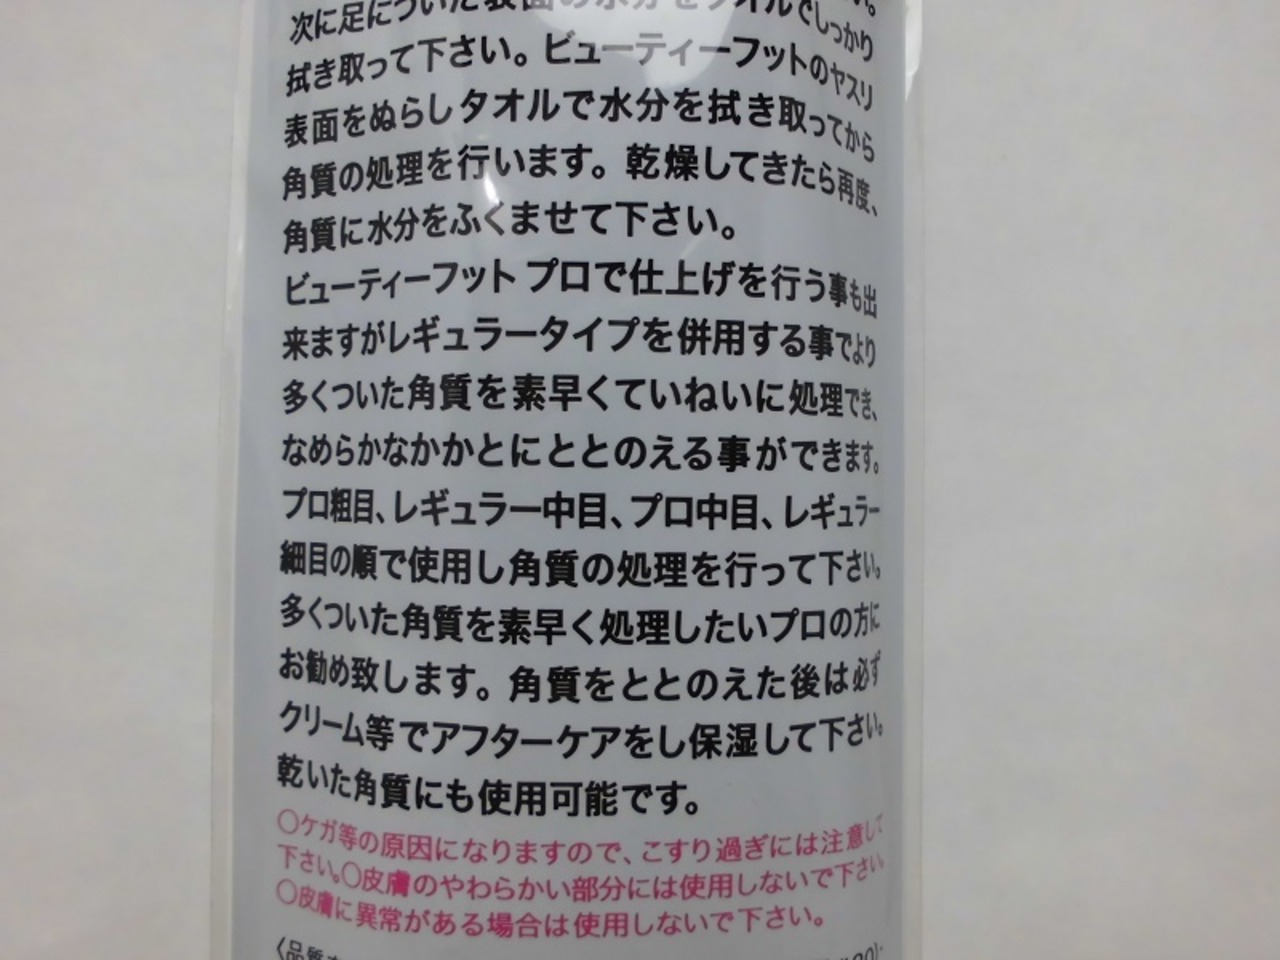 次に足についた表面の水分をタオルでしっかり
拭き取って下さい。ビューティーフットのヤスリ
表面をぬらしタオルで水分を拭き取ってから
角質の処理を行います。乾燥してきたら再度、
角質に水分をふくませて下さい。
ビューティーフット プロで仕上げを行う事も出
来ますがレギュラータイプを併用する事でより
多くついた角質を素早くていねいに処理でき、
なめらかなかかとにととのえる事ができます。
プロ粗目、レギュラー中目、プロ中目、レギュラー
細目の順で使用し角質の処理を行って下さい。
多くついた角質を素早く処理したいプロの方に
お勧め致します。角質をととのえた後は必ず
クリーム等でアフターケアをし保湿して下さい。
乾いた角質にも使用可能です。
○ケガ等の原因になりますので、こすり過ぎには注意して
下さい。○皮膚のやわらかい部分には使用しないで下さい。
○皮膚に異常がある場合は使用しないで下さい。